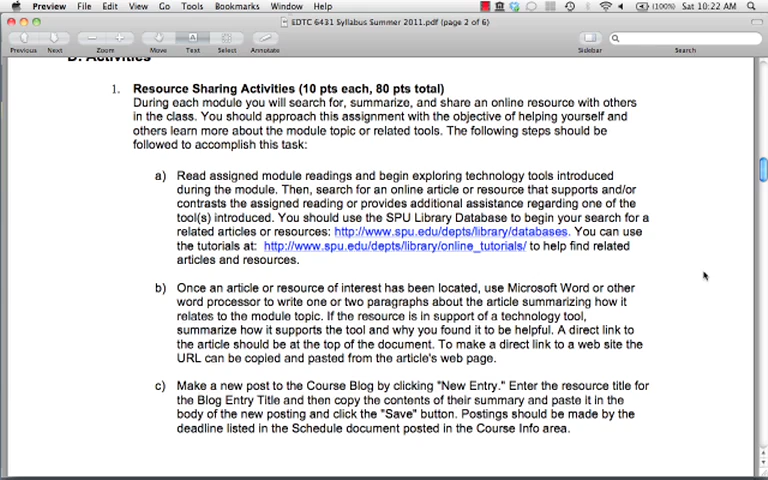 Preview File Edit View Go Tools Bookmarks Window Help (100%) Sat 10:22 AM
EDTC 6431 Syllabus Summer 2011.pdf (page 2 of 6)
Previous Next Zoom Move Text Select Annotate Sidebar Search
D. Activities
1. Resource Sharing Activities (10 pts each, 80 pts total)
During each module you will search for, summarize, and share an online resource with others
in the class. You should approach this assignment with the objective of helping yourself and
others learn more about the module topic or related tools. The following steps should be
followed to accomplish this task:
a) Read assigned module readings and begin exploring technology tools introduced
during the module. Then, search for an online article or resource that supports and/or
contrasts the assigned reading or provides additional assistance regarding one of the
tool(s) introduced. You should use the SPU Library Database to begin your search for a
related articles or resources: http://www.spu.edu/depts/library/databases. You can use
the tutorials at: http://www.spu.edu/depts/library/online_tutorials/ to help find related
articles and resources.
b) Once an article or resource of interest has been located, use Microsoft Word or other
word processor to write one or two paragraphs about the article summarizing how it
relates to the module topic. If the resource is in support of a technology tool,
summarize how it supports the tool and why you found it to be helpful. A direct link to
the article should be at the top of the document. To make a direct link to a web site the
URL can be copied and pasted from the article's web page.
c) Make a new post to the Course Blog by clicking "New Entry." Enter the resource title for
the Blog Entry Title and then copy the contents of their summary and paste it in the
body of the new posting and click the "Save" button. Postings should be made by the
deadline listed in the Schedule document posted in the Course Info area.